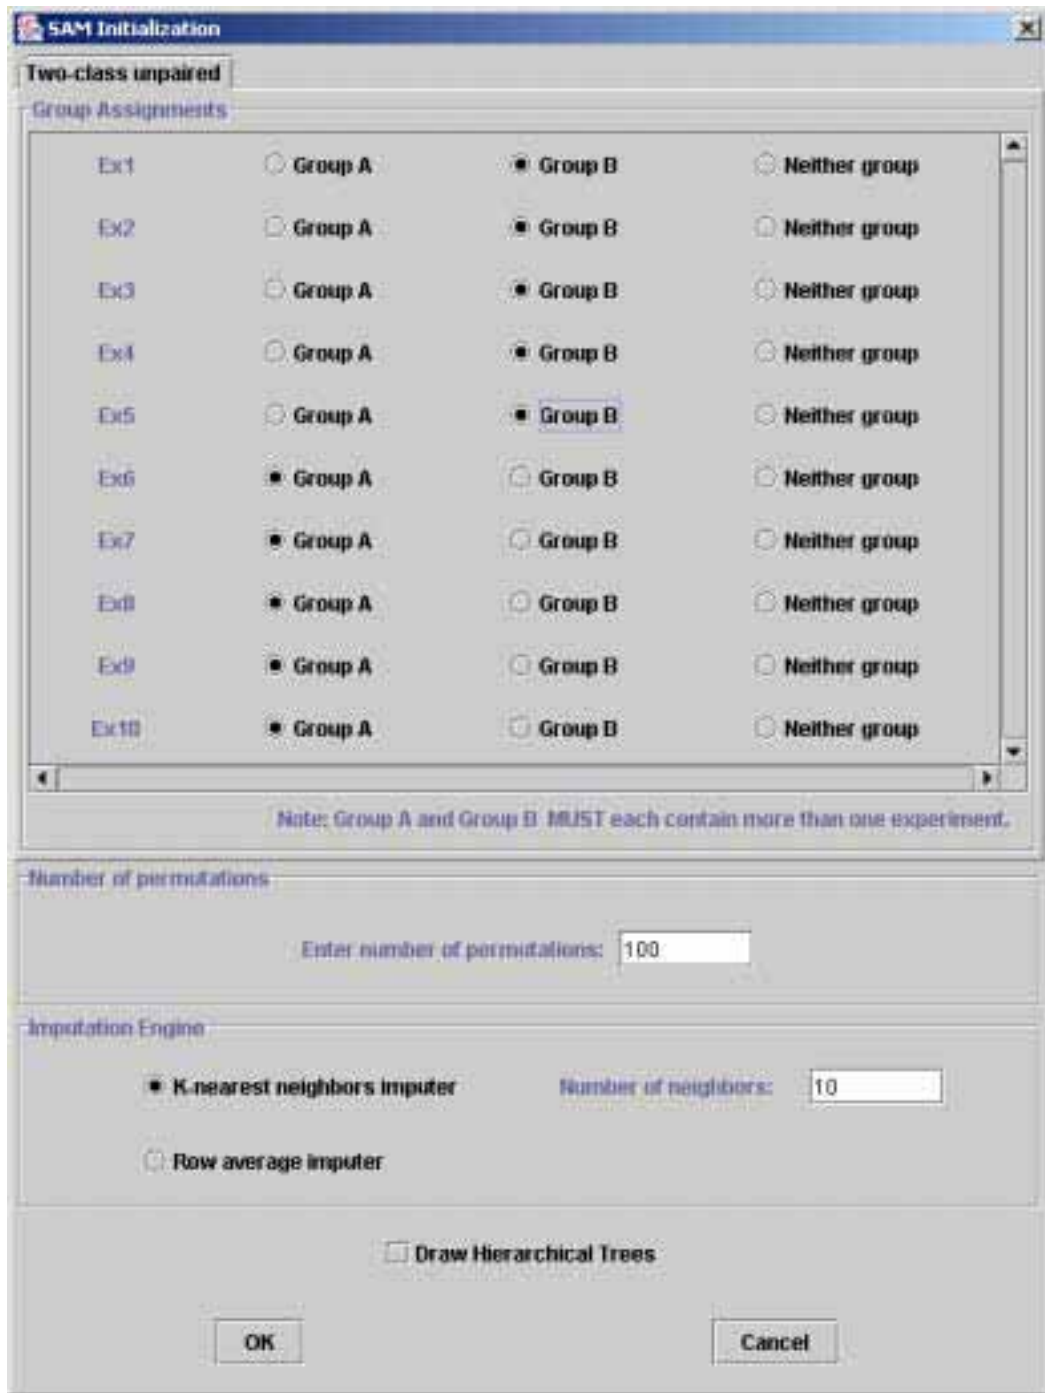 SAM Initialization
Two-class unpaired
Group Assignments
Ex1 Group A Group B Neither group
Ex2 Group A Group B Neither group
Ex3 Group A Group B Neither group
Ex4 Group A Group B Neither group
Ex5 Group A Group B Neither group
Ex6 Group A Group B Neither group
Ex7 Group A Group B Neither group
Ex8 Group A Group B Neither group
Ex9 Group A Group B Neither group
Ex10 Group A Group B Neither group
Note: Group A and Group B MUST each contain more than one experiment.
Number of permutations
Enter number of permutations: 100
Imputation Engine
K-nearest neighbors imputer Number of neighbors: 10
Row average imputer
Draw Hierarchical Trees
OK Cancel